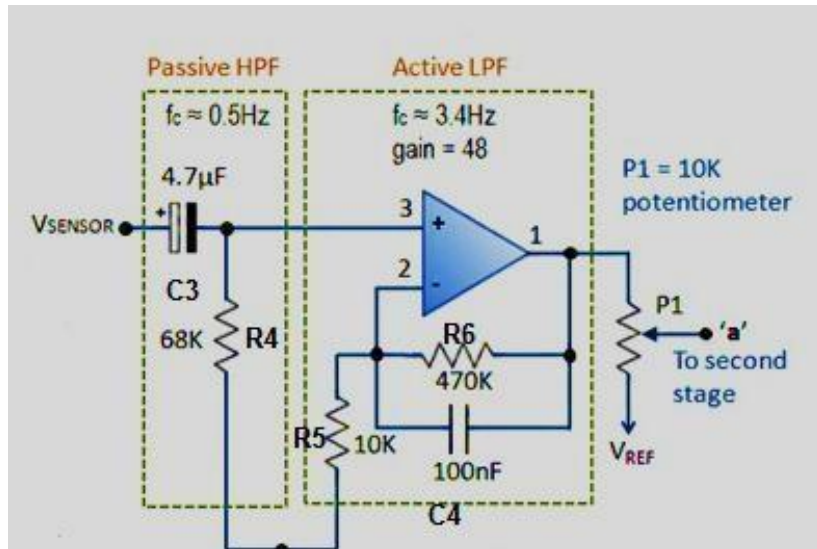 Passive HPF
Active LPF
fc ≈ 0.5Hz
fc ≈ 3.4Hz
gain = 48
4.7µF
P1 = 10K
potentiometer
VSENSOR
+
3
+
1
2
-
C3
P1
'a'
68K
R4
R6
To second
stage
470K
R5
10K
VREF
100nF
C4